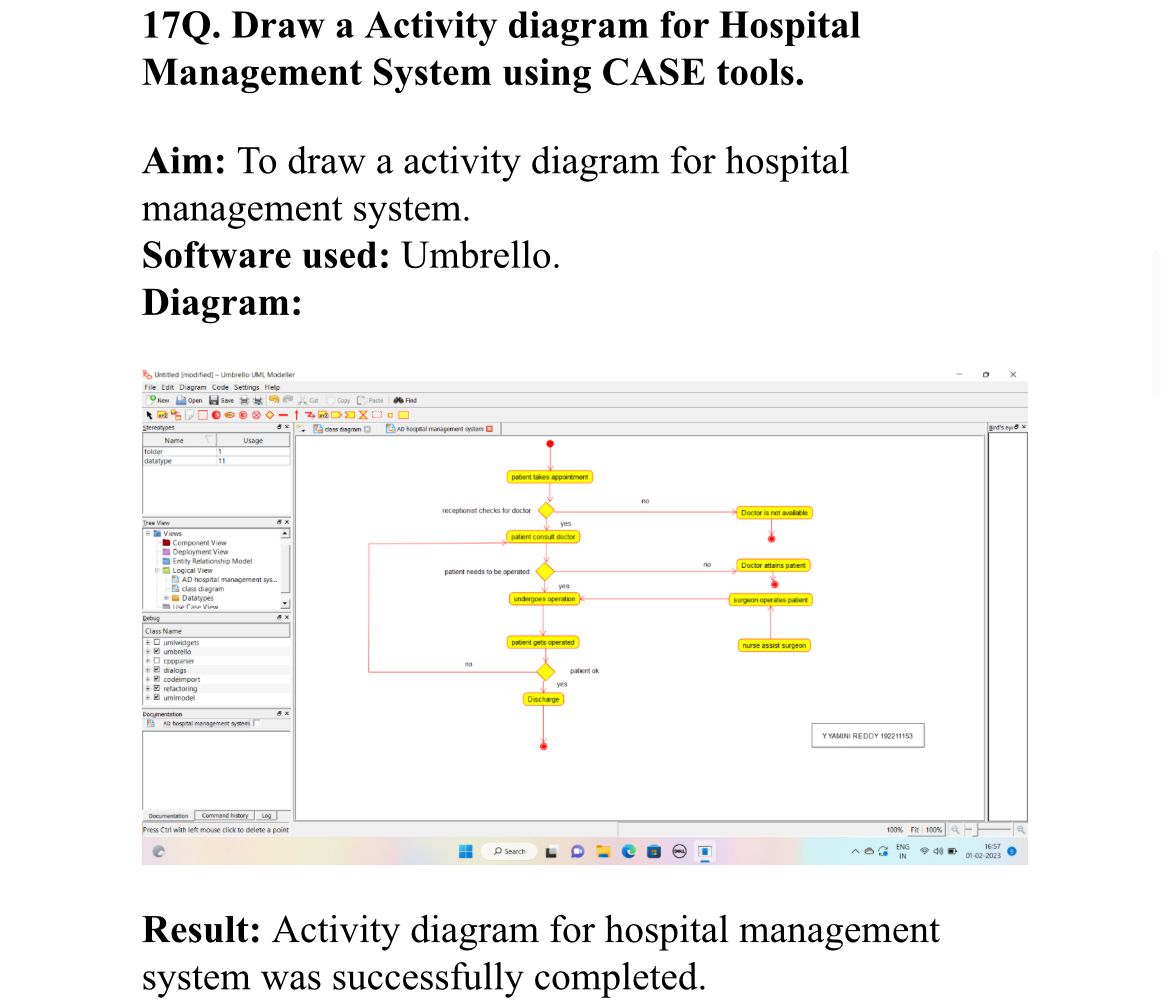 17Q. Draw a Activity diagram for Hospital
Management System using CASE tools.
Aim: To draw a activity diagram for hospital
management system.
Software used: Umbrello.
Diagram:
Untitled [modified] – Umbrello UML Modeller
File Edit Diagram Code Settings Help
New Open Save Cut Copy Paste Find
Stereotypes
Name Usage
folder 1
datatype 11
Tree View
Views
Component View
Deployment View
Entity Relationship Model
Logical View
AD hospital management sys...
class diagram
Datatypes
Use Case View
Debug
Class Name
umlwidgets
umbrello
cppparser
dialogs
codeimport
refactoring
umlmodel
Documentation
AD hospital management system
Documentation Command history Log
Press Ctrl with left mouse click to delete a point
class diagram AD hospital management system
Bird's eye
patient takes appointment
receptionist checks for doctor
no
Doctor is not available
yes
patient consult doctor
patient needs to be operated
no
Doctor attains patient
yes
undergoes operation
surgeon operates patient
patient gets operated
nurse assist surgeon
no
patient ok
yes
Discharge
Y YAMINI REDDY 192211153
100% Fit 100%
Search
DELL
ENG
IN
16:57
01-02-2023
Result: Activity diagram for hospital management
system was successfully completed.